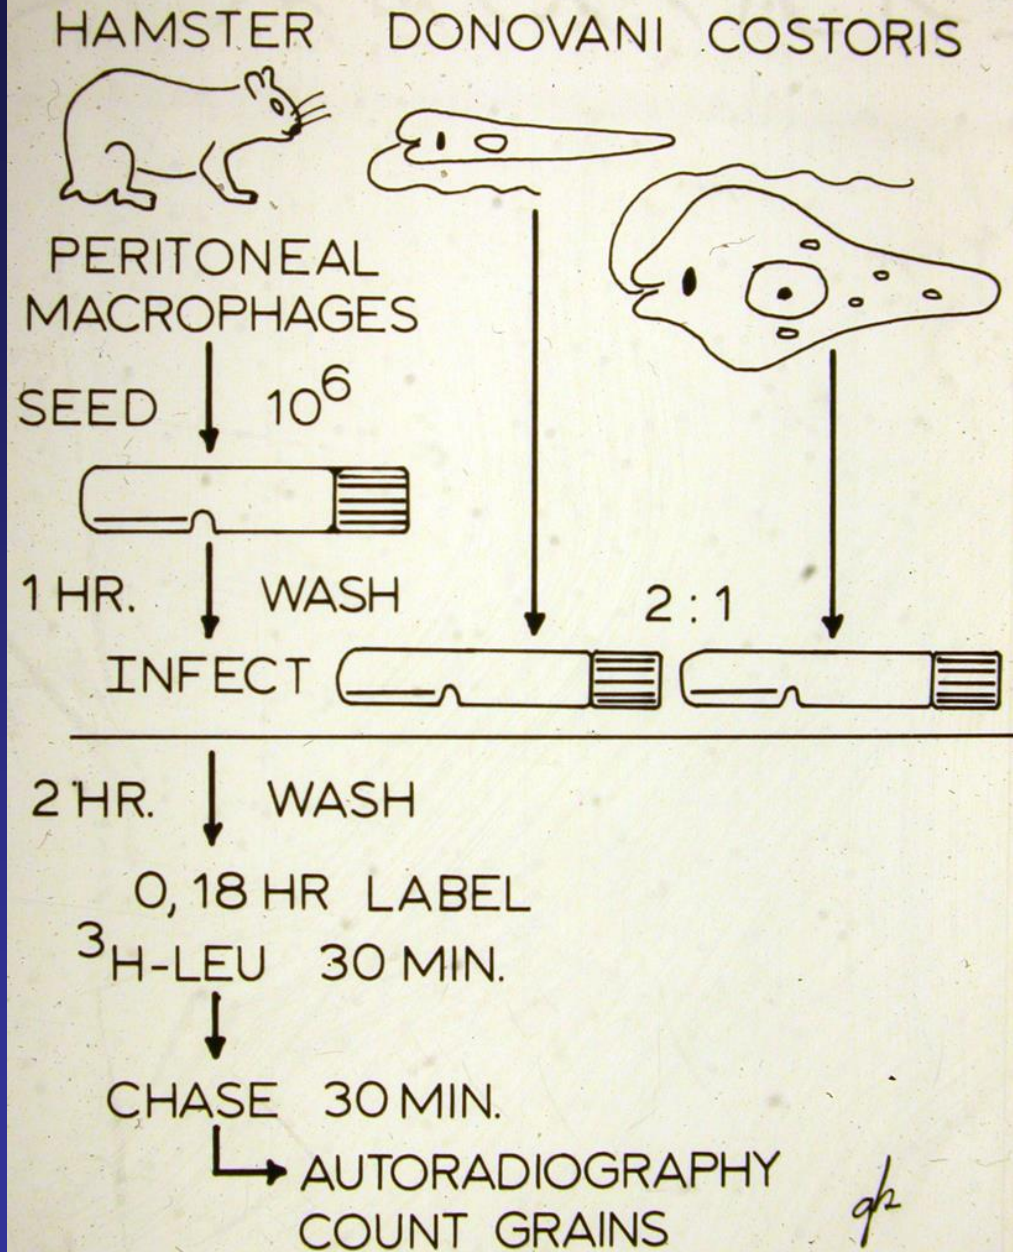 HAMSTER DONOVANI COSTORIS
PERITONEAL
MACROPHAGES
SEED 10⁶
1 HR. WASH
2 : 1
INFECT
2 HR. WASH
0, 18 HR LABEL
³H-LEU 30 MIN.
CHASE 30 MIN.
AUTORADIOGRAPHY
COUNT GRAINS